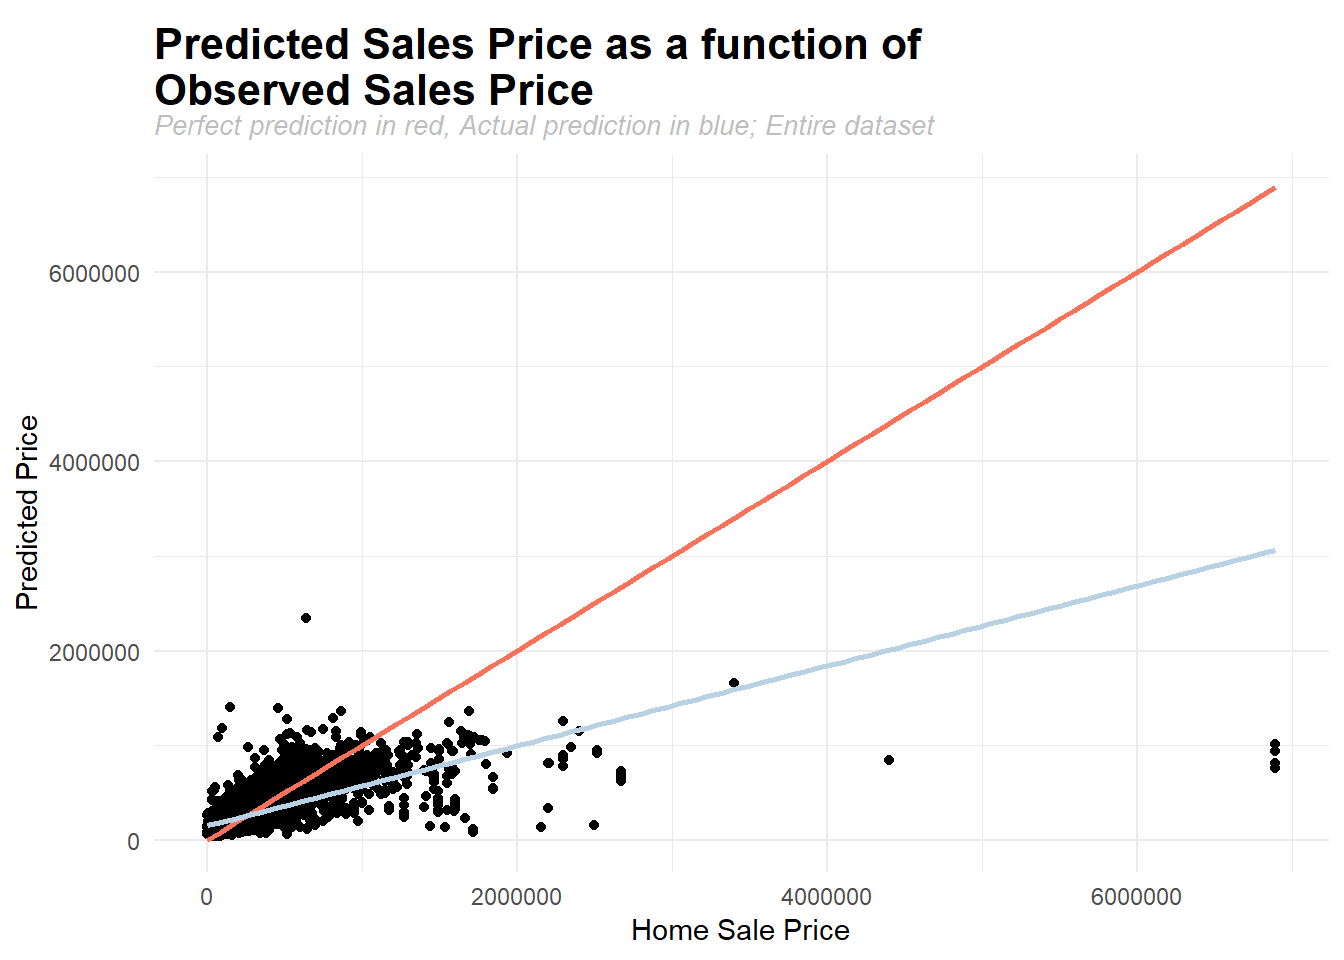 Predicted Sales Price as a function of
Observed Sales Price
Perfect prediction in red, Actual prediction in blue; Entire dataset
6000000
4000000
2000000
0
Predicted Price
0
2000000
4000000
6000000
Home Sale Price